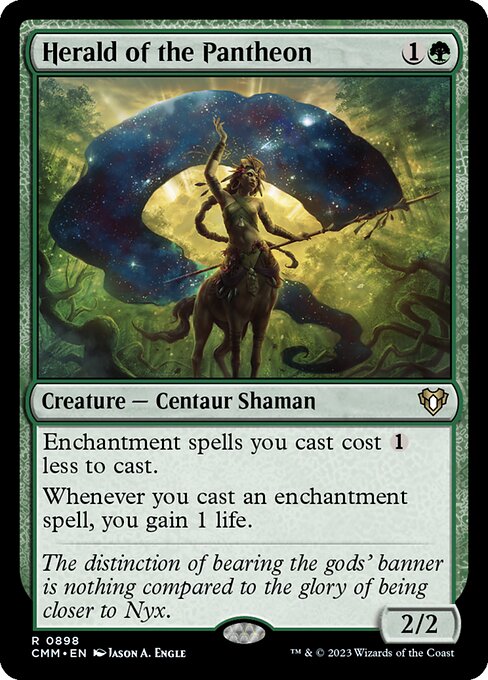 Herald of the Pantheon 1
Creature — Centaur Shaman
Enchantment spells you cast cost 1
less to cast.
Whenever you cast an enchantment
spell, you gain 1 life.
The distinction of bearing the gods’ banner
is nothing compared to the glory of being
closer to Nyx.
2/2
R 0898
CMM • EN Jason A. Engle
™ & © 2023 Wizards of the Coast